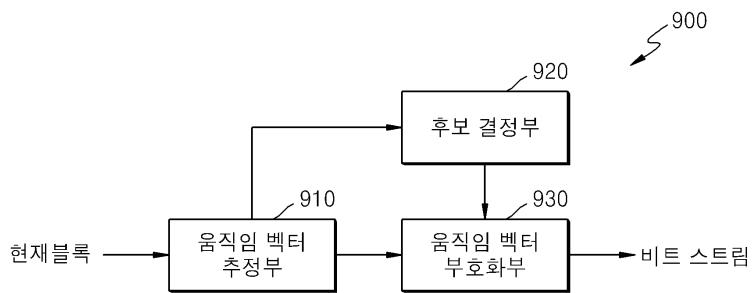 900
920
후보 결정부
910
930
현재블록
움직임 벡터
추정부
움직임 벡터
부호화부
비트 스트림